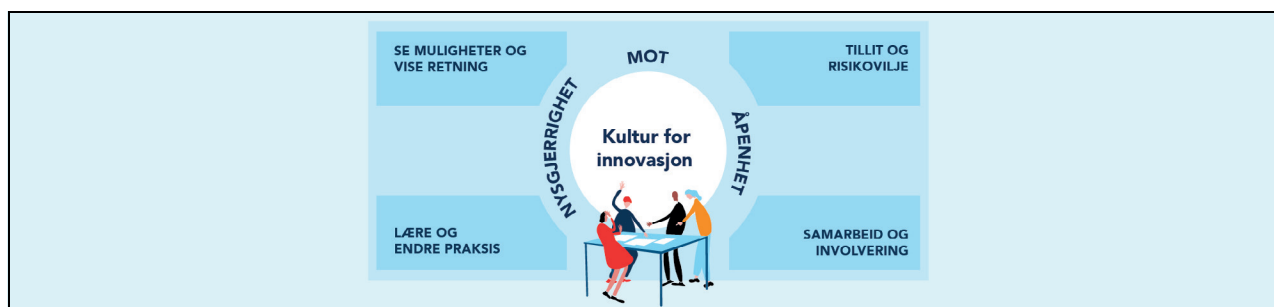 SE MULIGHETER OG
VISE RETNING
MOT
TILLIT OG
RISIKOVILJE
NYSGJERRIGHET
Kultur for
innovasjon
ÅPENHET
LÆRE OG
ENDRE PRAKSIS
SAMARBEID OG
INVOLVERING